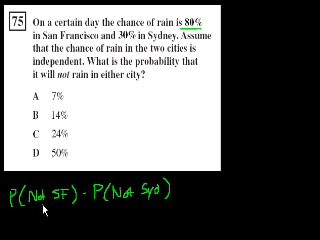 75 On a certain day the chance of rain is 80%
in San Francisco and 30% in Sydney. Assume
that the chance of rain in the two cities is
independent. What is the probability that
it will not rain in either city?
A 7%
B 14%
C 24%
D 50%
P(Not SF) · P(Not Syd)